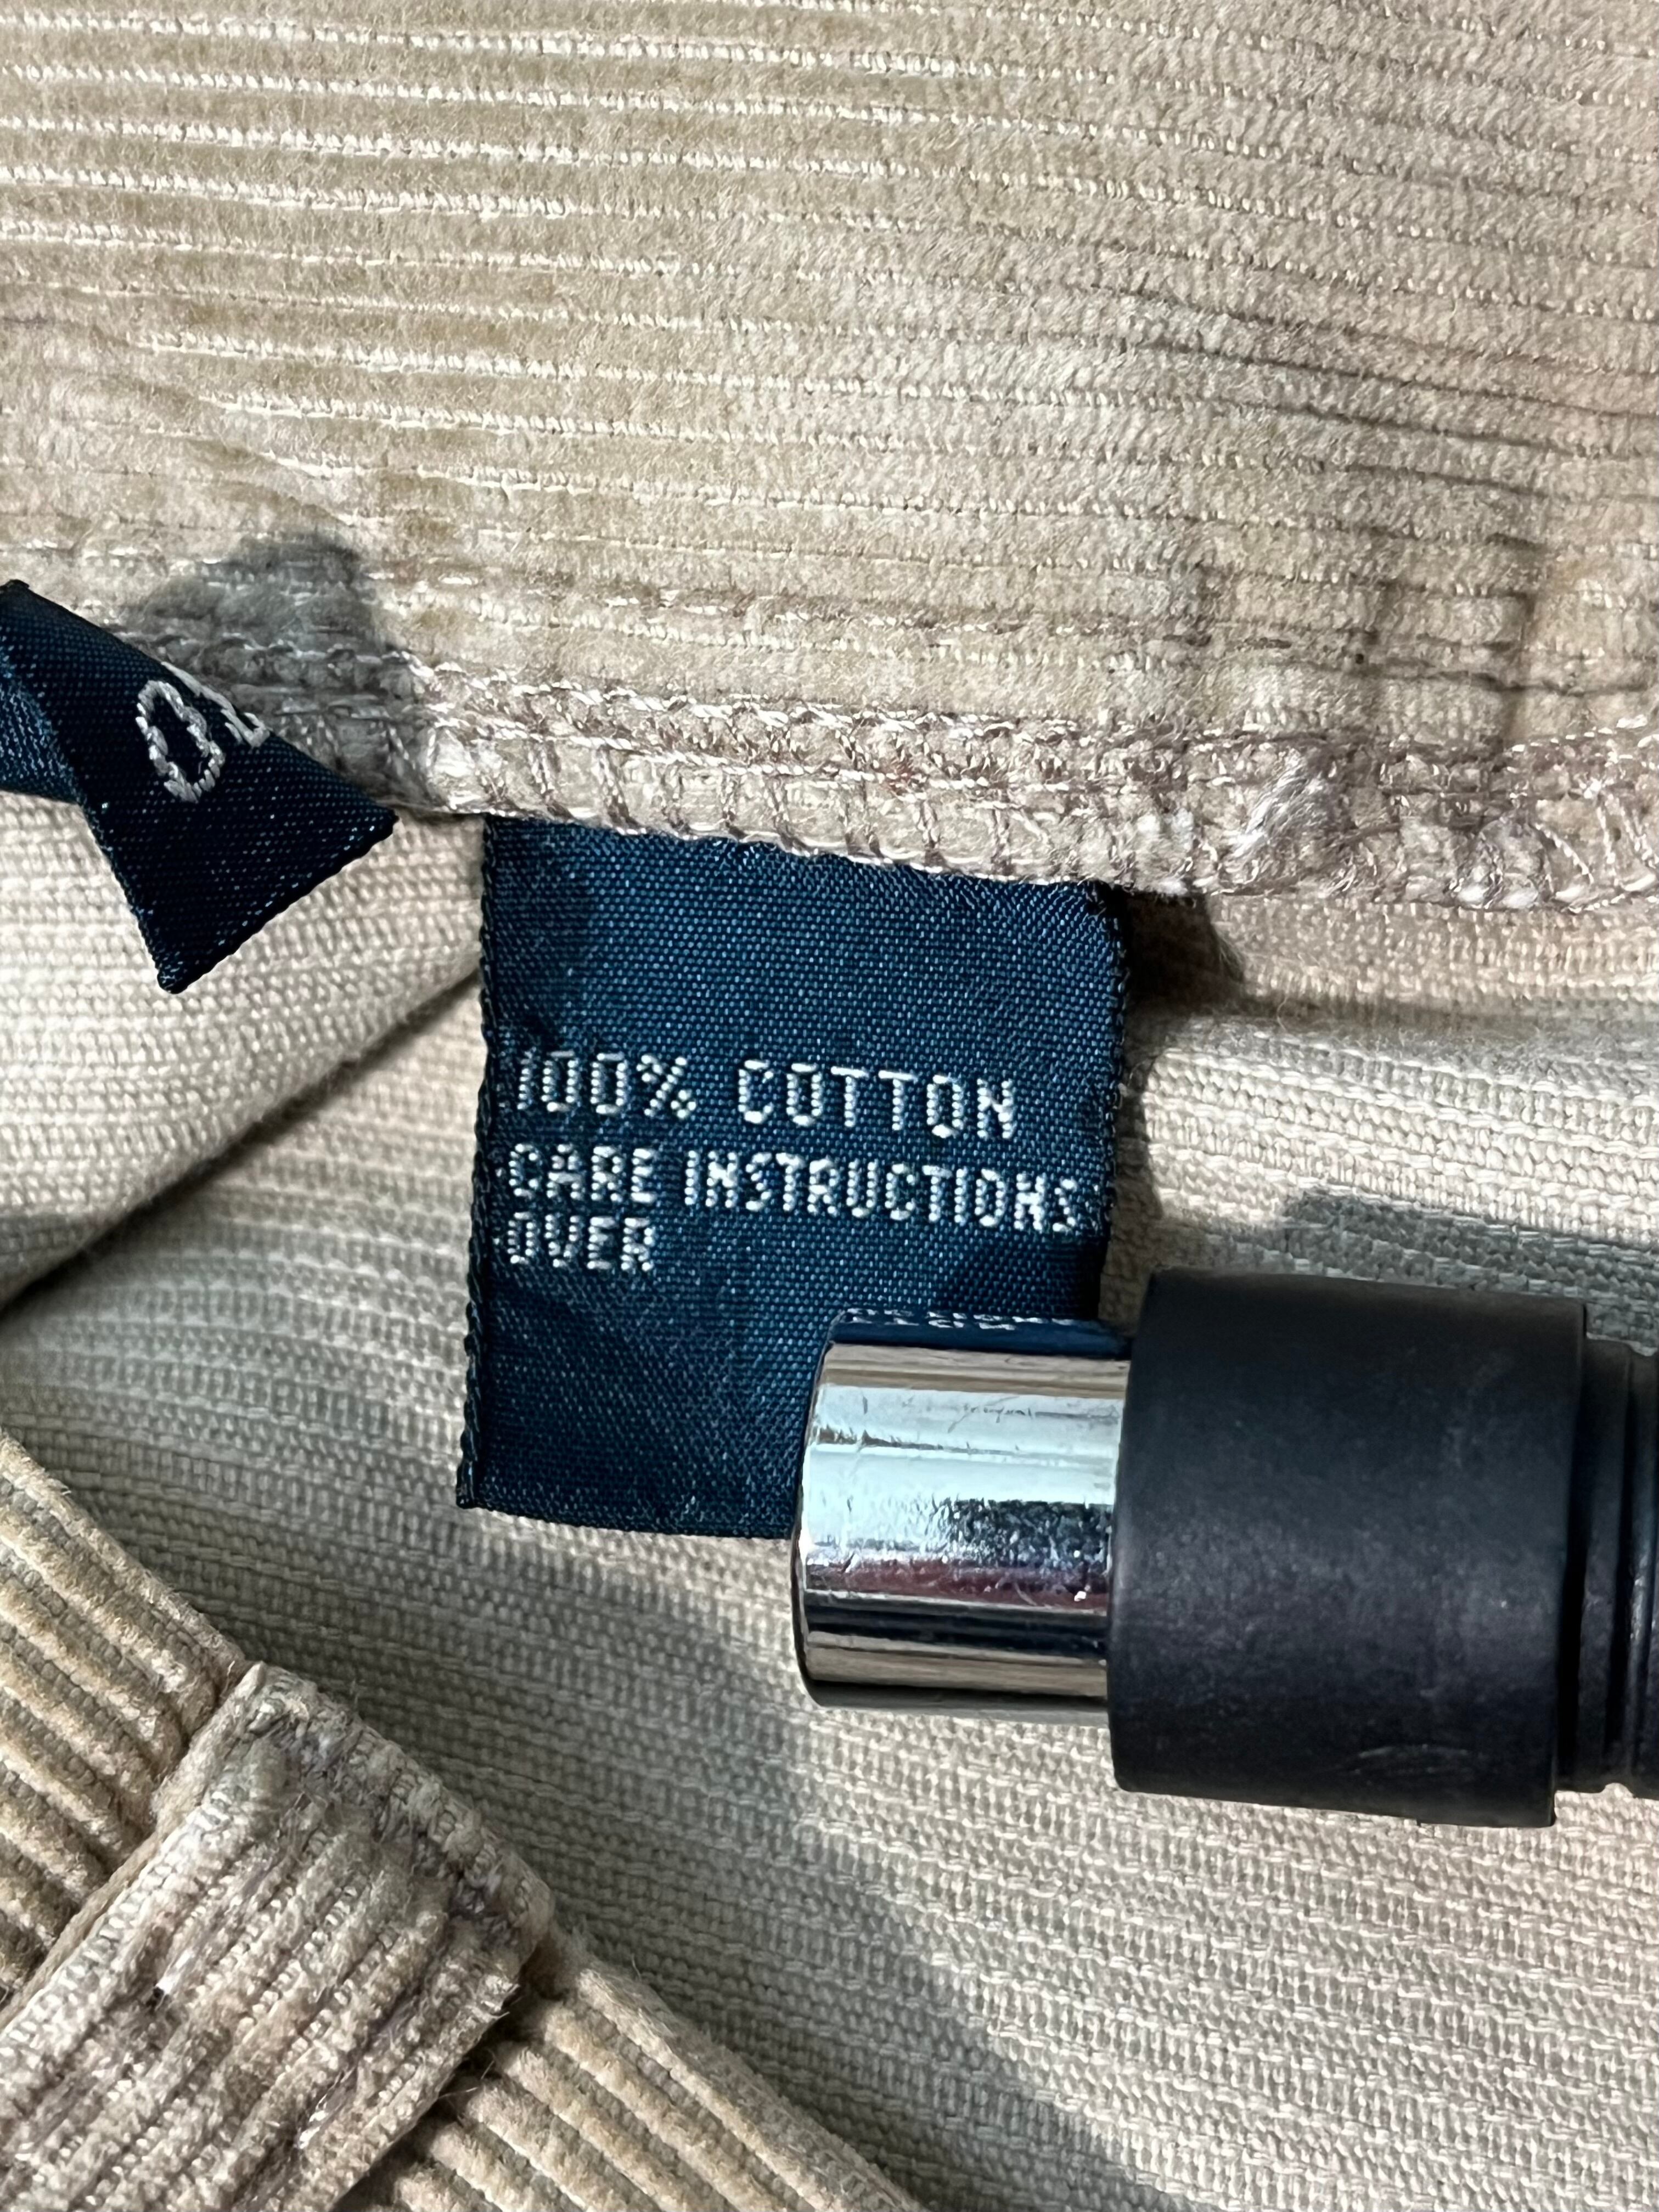 100% COTTON
CARE INSTRUCTIONS
OVER